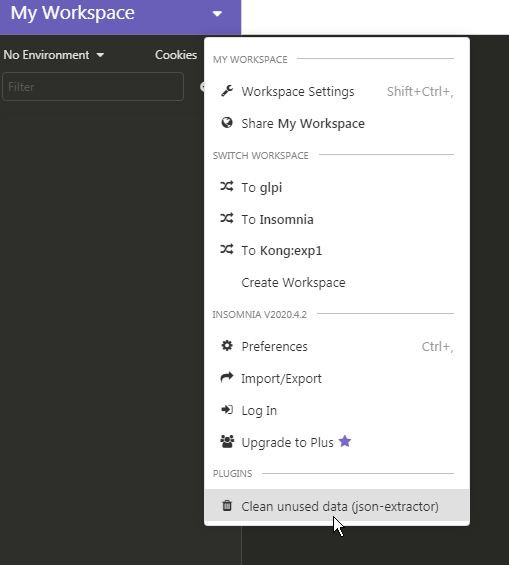 My Workspace
No Environment
Cookies
Filter
MY WORKSPACE
Workspace Settings Shift+Ctrl+,
Share My Workspace
SWITCH WORKSPACE
To glpi
To Insomnia
To Kong:exp1
Create Workspace
INSOMNIA V2020.4.2
Preferences Ctrl+,
Import/Export
Log In
Upgrade to Plus
PLUGINS
Clean unused data (json-extractor)